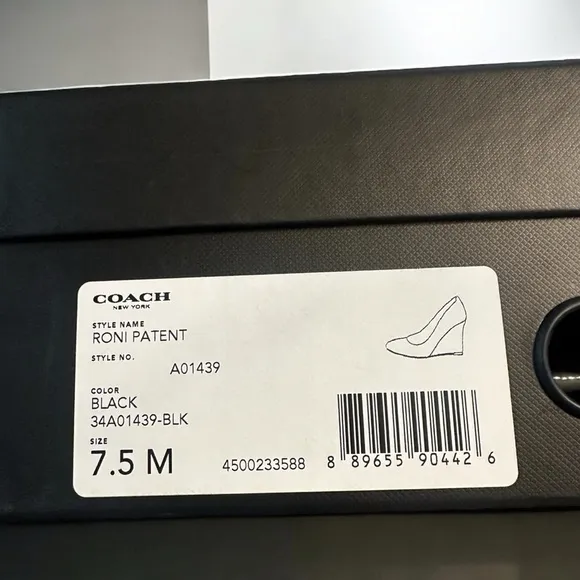 COACH
NEW YORK
STYLE NAME
RONI PATENT
STYLE NO.
A01439
COLOR
BLACK
34A01439-BLK
SIZE
7.5 M
4500233588
8 89655 90442 6